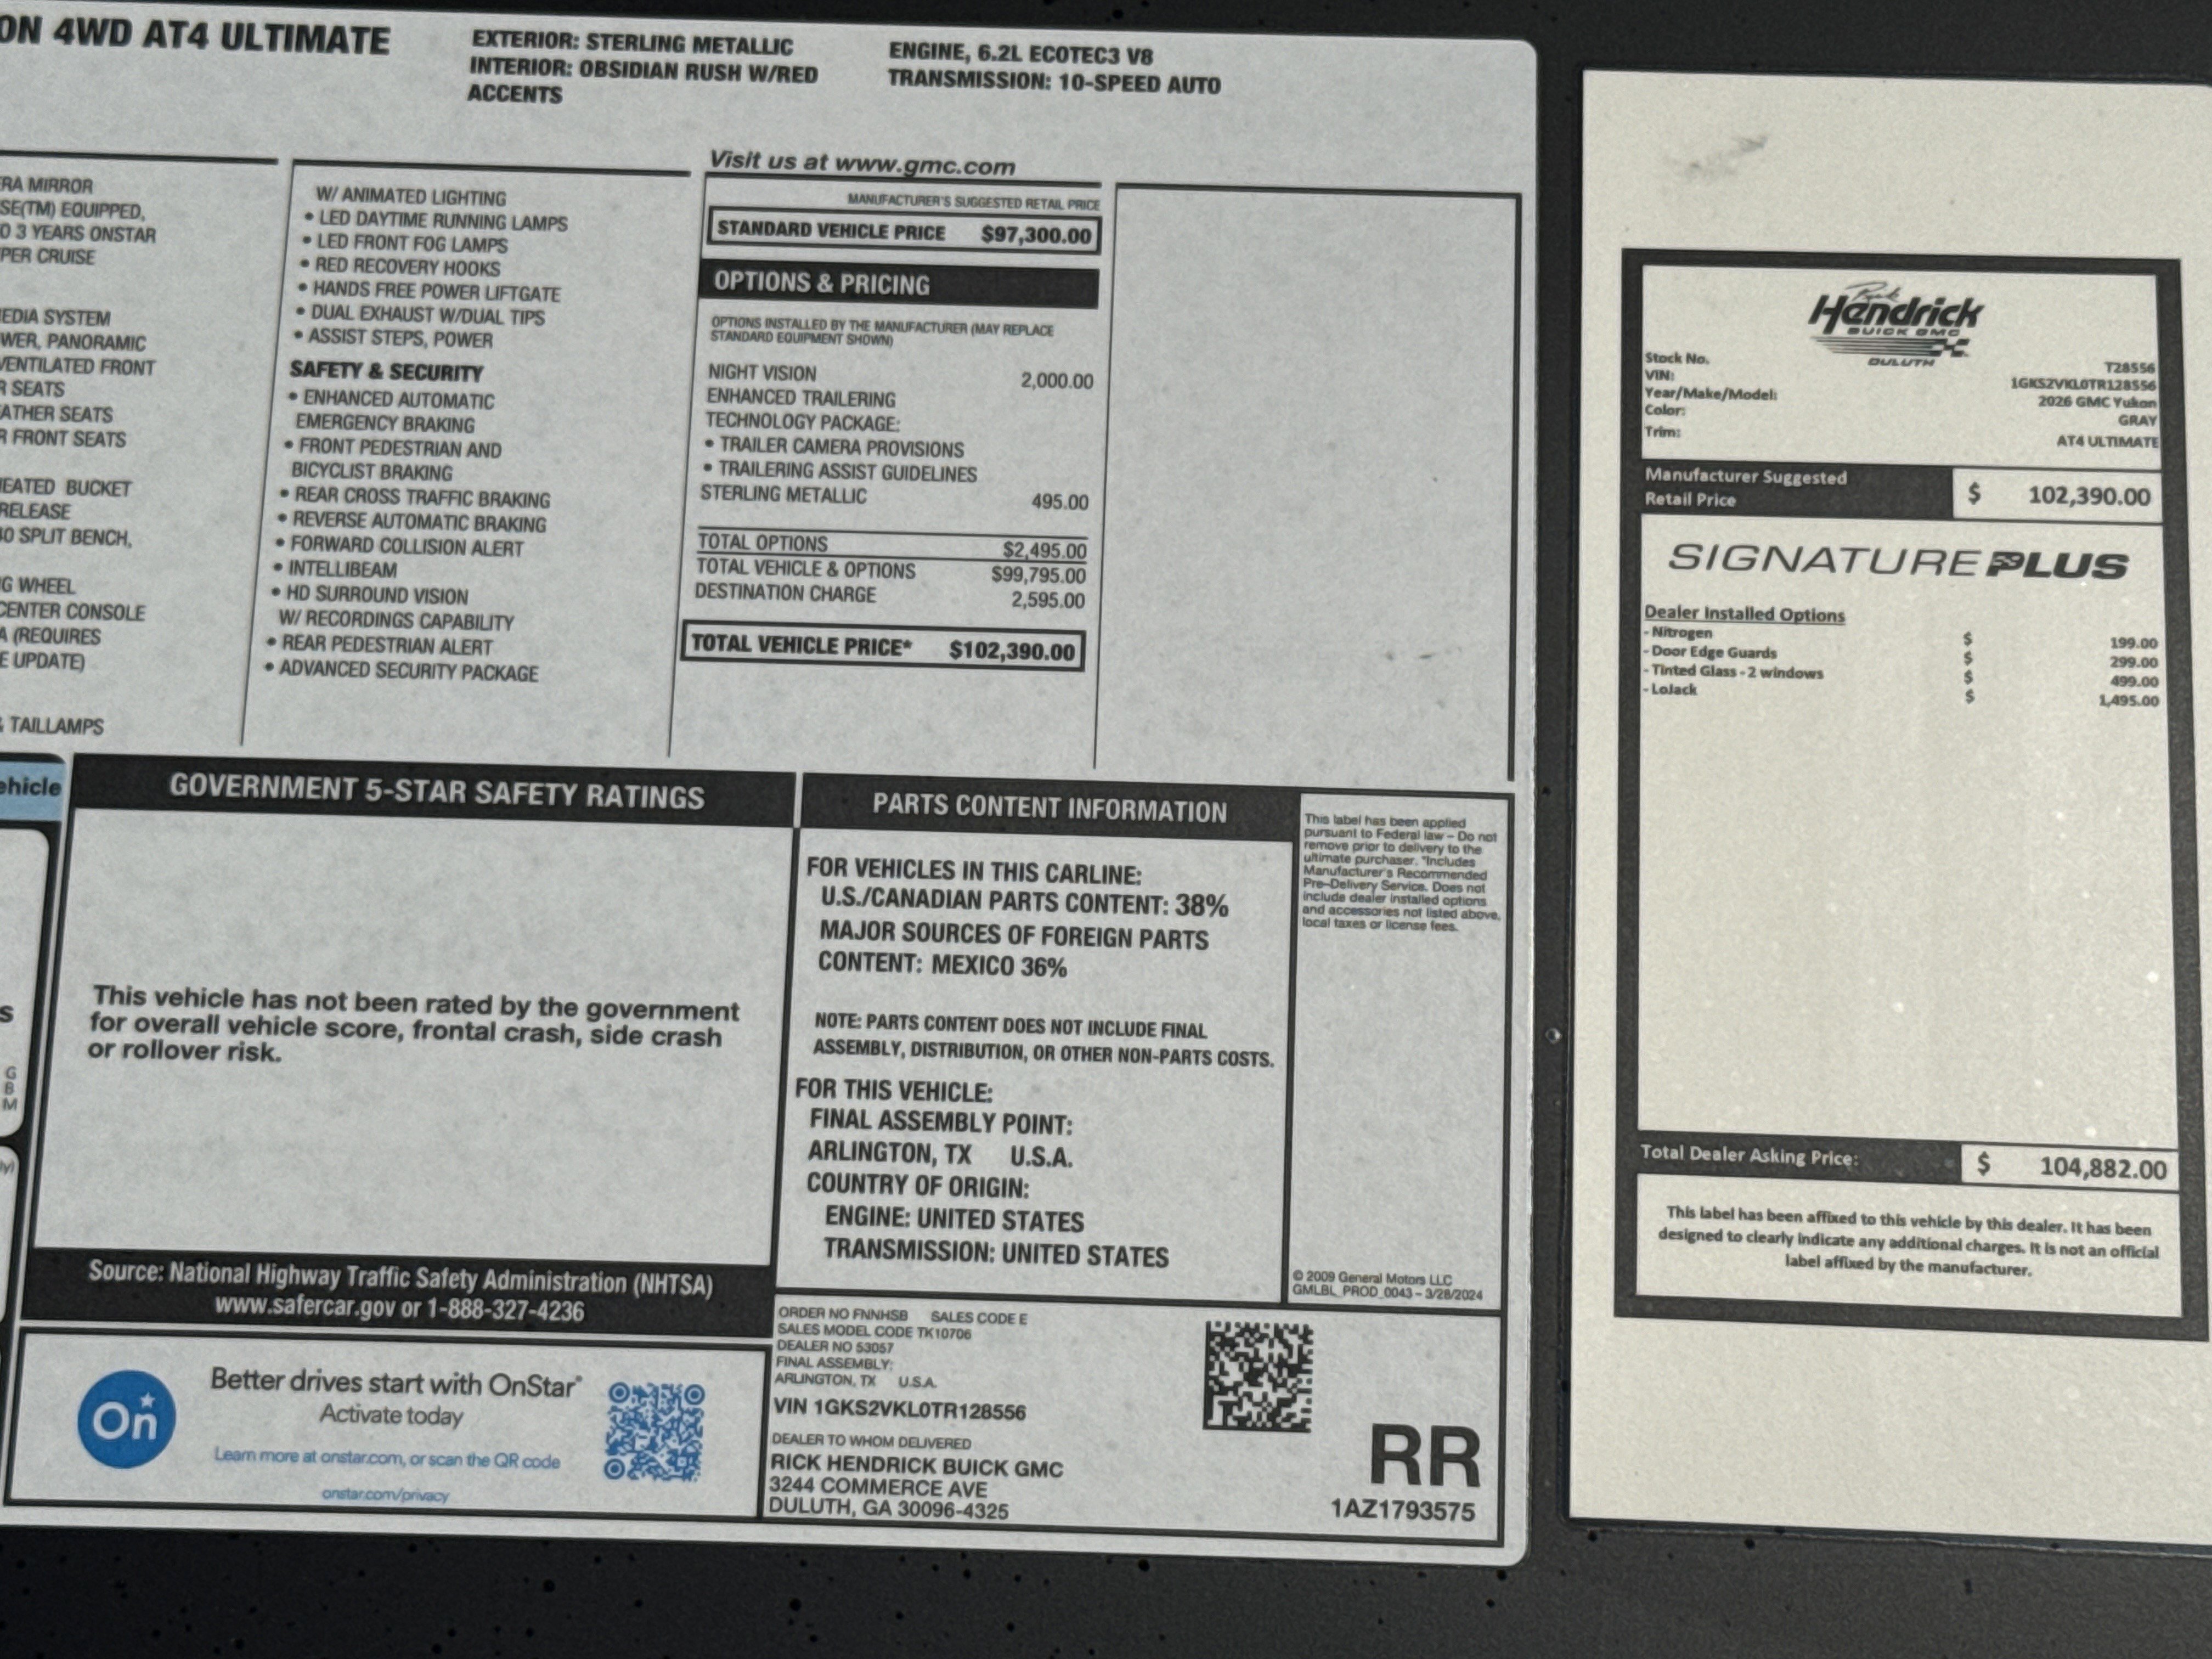 ON 4WD AT4 ULTIMATE
EXTERIOR: STERLING METALLIC
INTERIOR: OBSIDIAN RUSH W/RED
ACCENTS
ENGINE, 6.2L ECOTEC3 V8
TRANSMISSION: 10-SPEED AUTO
RA MIRROR
SE(TM) EQUIPPED,
O 3 YEARS ONSTAR
PER CRUISE
EDIA SYSTEM
WER, PANORAMIC
VENTILATED FRONT
R SEATS
ATHER SEATS
R FRONT SEATS
EATED BUCKET
RELEASE
40 SPLIT BENCH,
G WHEEL
CENTER CONSOLE
A (REQUIRES
E UPDATE)
& TAILLAMPS
W/ ANIMATED LIGHTING
• LED DAYTIME RUNNING LAMPS
• LED FRONT FOG LAMPS
• RED RECOVERY HOOKS
• HANDS FREE POWER LIFTGATE
• DUAL EXHAUST W/DUAL TIPS
• ASSIST STEPS, POWER
SAFETY & SECURITY
• ENHANCED AUTOMATIC
EMERGENCY BRAKING
• FRONT PEDESTRIAN AND
BICYCLIST BRAKING
• REAR CROSS TRAFFIC BRAKING
• REVERSE AUTOMATIC BRAKING
• FORWARD COLLISION ALERT
• INTELLIBEAM
• HD SURROUND VISION
W/ RECORDINGS CAPABILITY
• REAR PEDESTRIAN ALERT
• ADVANCED SECURITY PACKAGE
Visit us at www.gmc.com
MANUFACTURER'S SUGGESTED RETAIL PRICE
STANDARD VEHICLE PRICE $97,300.00
OPTIONS & PRICING
OPTIONS INSTALLED BY THE MANUFACTURER (MAY REPLACE
STANDARD EQUIPMENT SHOWN)
NIGHT VISION 2,000.00
ENHANCED TRAILERING
TECHNOLOGY PACKAGE:
• TRAILER CAMERA PROVISIONS
• TRAILERING ASSIST GUIDELINES
STERLING METALLIC 495.00
TOTAL OPTIONS $2,495.00
TOTAL VEHICLE & OPTIONS $99,795.00
DESTINATION CHARGE 2,595.00
TOTAL VEHICLE PRICE* $102,390.00
ehicle
s
G
B
M
ly)
GOVERNMENT 5-STAR SAFETY RATINGS
This vehicle has not been rated by the government
for overall vehicle score, frontal crash, side crash
or rollover risk.
Source: National Highway Traffic Safety Administration (NHTSA)
www.safercar.gov or 1-888-327-4236
On
Better drives start with OnStar®
Activate today
Learn more at onstar.com, or scan the QR code
onstar.com/privacy
PARTS CONTENT INFORMATION
FOR VEHICLES IN THIS CARLINE:
U.S./CANADIAN PARTS CONTENT: 38%
MAJOR SOURCES OF FOREIGN PARTS
CONTENT: MEXICO 36%
NOTE: PARTS CONTENT DOES NOT INCLUDE FINAL
ASSEMBLY, DISTRIBUTION, OR OTHER NON-PARTS COSTS.
FOR THIS VEHICLE:
FINAL ASSEMBLY POINT:
ARLINGTON, TX U.S.A.
COUNTRY OF ORIGIN:
ENGINE: UNITED STATES
TRANSMISSION: UNITED STATES
This label has been applied
pursuant to Federal law – Do not
remove prior to delivery to the
ultimate purchaser. *Includes
Manufacturer's Recommended
Pre-Delivery Service. Does not
include dealer installed options
and accessories not listed above,
local taxes or license fees.
© 2009 General Motors LLC
GMLBL_PROD_0043 – 3/28/2024
ORDER NO FNNHSB SALES CODE E
SALES MODEL CODE TK10706
DEALER NO 53057
FINAL ASSEMBLY:
ARLINGTON, TX U.S.A.
VIN 1GKS2VKL0TR128556
DEALER TO WHOM DELIVERED
RICK HENDRICK BUICK GMC
3244 COMMERCE AVE
DULUTH, GA 30096-4325
RR
1AZ1793575
Rick
Hendrick
BUICK GMC
DULUTH
Stock No. T28556
VIN: 1GKS2VKL0TR128556
Year/Make/Model: 2026 GMC Yukon
Color: GRAY
Trim: AT4 ULTIMATE
Manufacturer Suggested
Retail Price $ 102,390.00
SIGNATURE PLUS
Dealer Installed Options
- Nitrogen $ 199.00
- Door Edge Guards $ 299.00
- Tinted Glass - 2 windows $ 499.00
- LoJack $ 1,495.00
Total Dealer Asking Price: $ 104,882.00
This label has been affixed to this vehicle by this dealer. It has been
designed to clearly indicate any additional charges. It is not an official
label affixed by the manufacturer.